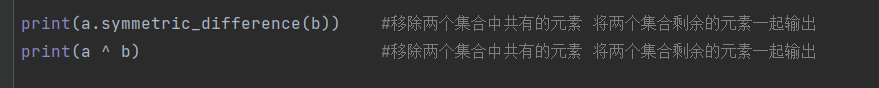 print(a.symmetric_difference(b))    #移除两个集合中共有的元素 将两个集合剩余的元素一起输出
print(a ^ b)                        #移除两个集合中共有的元素 将两个集合剩余的元素一起输出